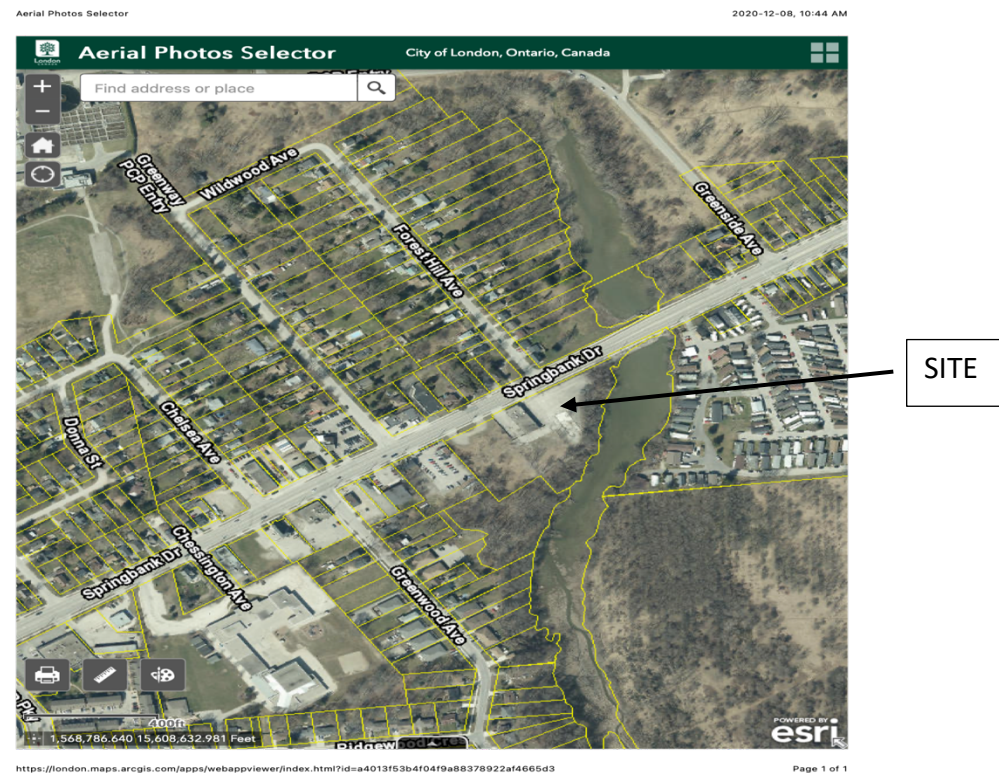 Aerial Photos Selector 2020-12-08, 10:44 AM
London
CANADA
Aerial Photos Selector City of London, Ontario, Canada
+
Find address or place
−
Greenway
PCP Entry
Wildwood Ave
Forest Hill Ave
Greenside Ave
Springbank Dr
SITE
Chelsea Ave
Donna St
Chessington Ave
Springbank Dr
Greenwood Ave
400ft
POWERED BY
esri
1,568,786.640 15,608,632.981 Feet
https://london.maps.arcgis.com/apps/webappviewer/index.html?id=a4013f53b4f04f9a88378922af4665d3 Page 1 of 1